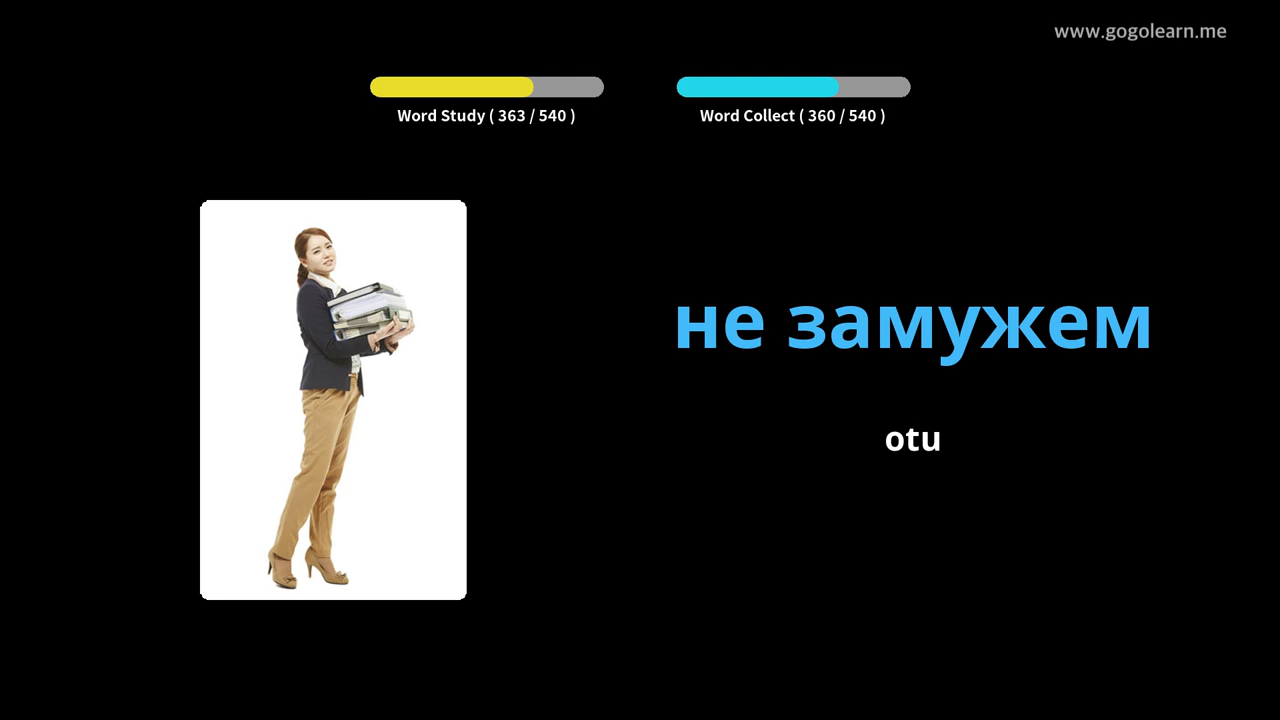 www.gogolearn.me
Word Study ( 363 / 540 )
Word Collect ( 360 / 540 )
не замужем
otu